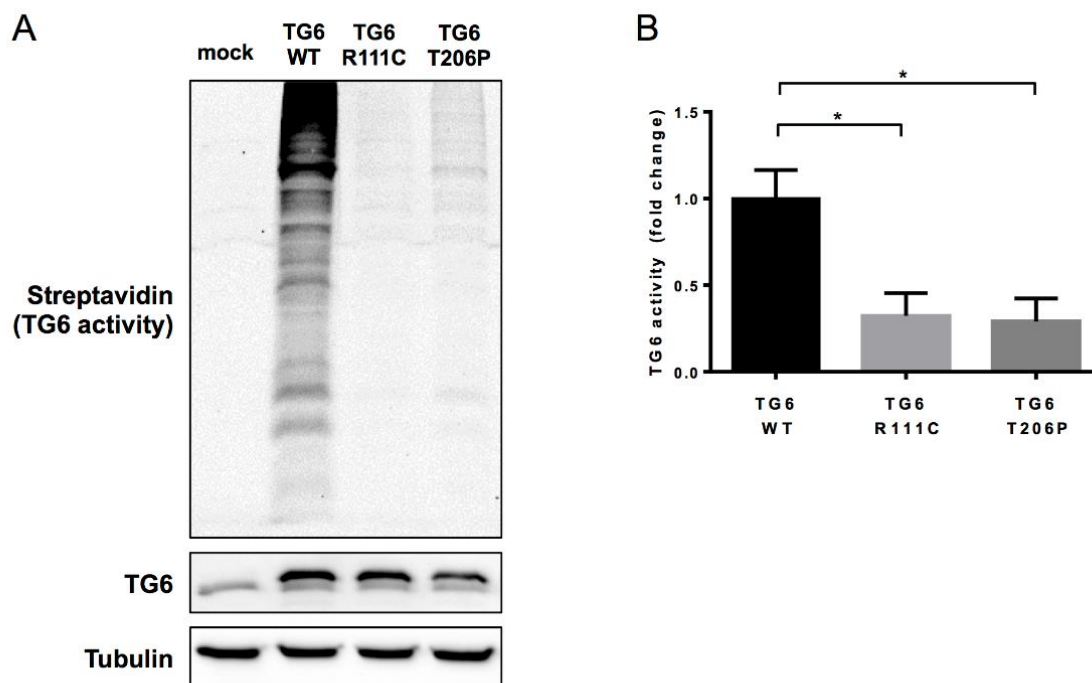 A
mock
TG6
WT
TG6
R111C
TG6
T206P
Streptavidin
(TG6 activity)
TG6
Tubulin
B
*
*
TG6 activity (fold change)
1.5
1.0
0.5
0.0
TG6
WT
TG6
R111C
TG6
T206P